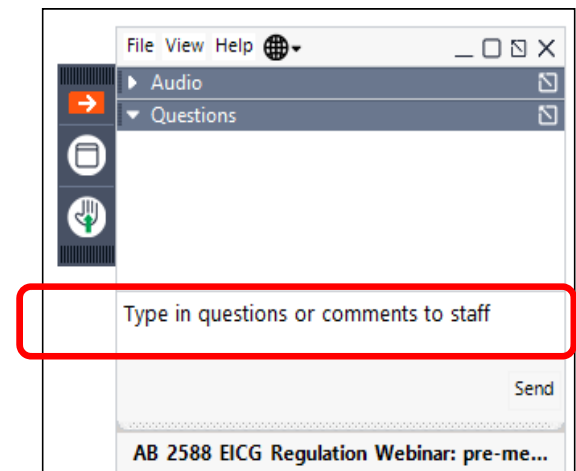 File View Help
Audio
Questions
Type in questions or comments to staff
Send
AB 2588 EICG Regulation Webinar: pre-me...